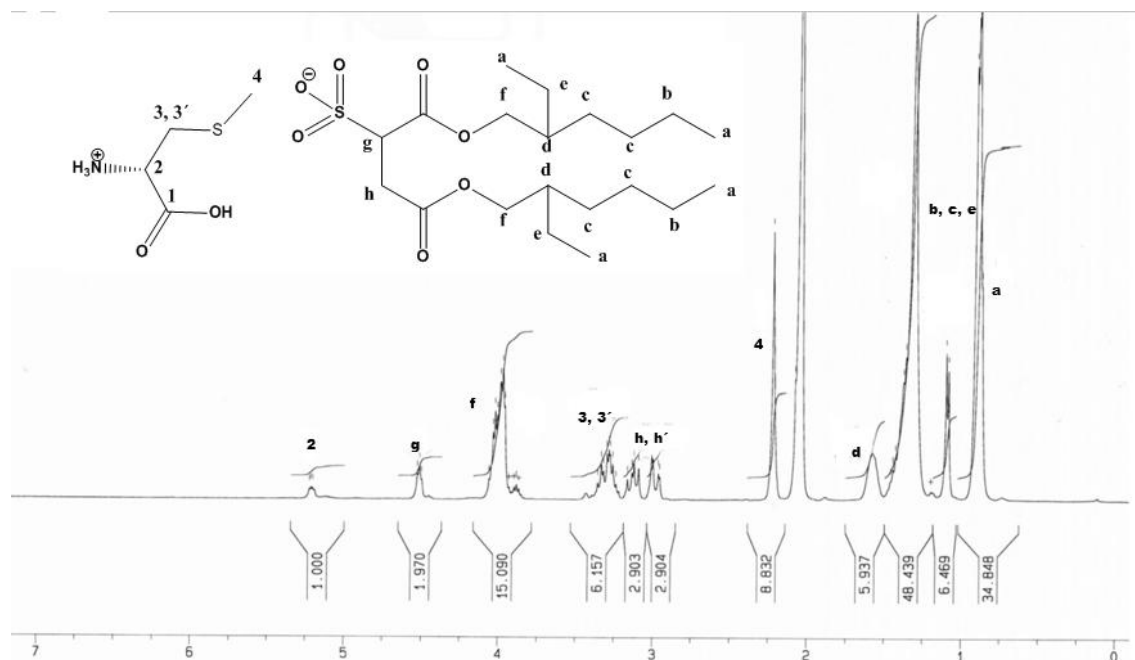 a
O
O
4
e
⊖
O
f
c
b
3, 3´
S
O
S
O
O
a
g
d
c
H₃N⊕
2
d
c
a
1
OH
h
O
f
c
b
O
O
e
a
b, c, e
a
4
f
3, 3´
h, h´
2
g
d
1.000
1.970
15.090
6.157
2.903
2.904
8.832
5.937
48.439
6.469
34.848
7
6
5
4
3
2
1
0